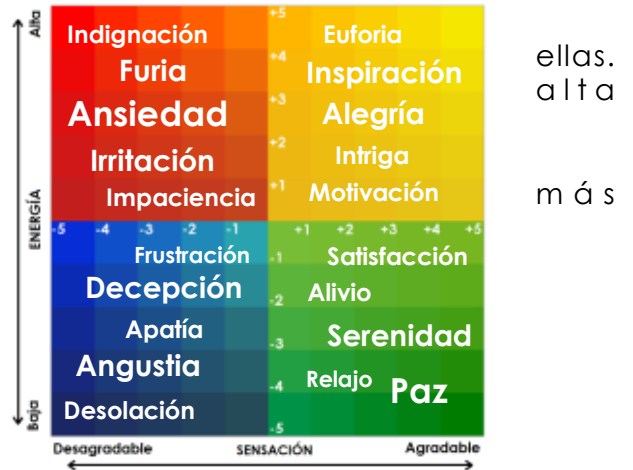 Alta
+5
Indignación Euforia
ellas.
+4
Furia Inspiración
alta
+3
Ansiedad Alegría
+2
Irritación Intriga
+1
Impaciencia Motivación
más
ENERGÍA
-5 -4 -3 -2 -1 +1 +2 +3 +4 +5
Frustración -1 Satisfacción
Decepción -2 Alivio
Apatía -3 Serenidad
Angustia -4 Relajo Paz
Desolación
-5
Baja
Desagradable SENSACIÓN Agradable